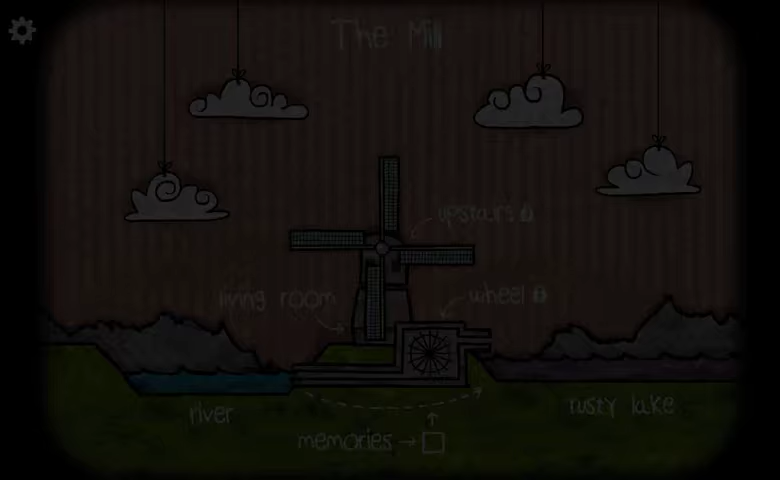 The Mill
upstairs
living room
wheel
river
rusty lake
memories